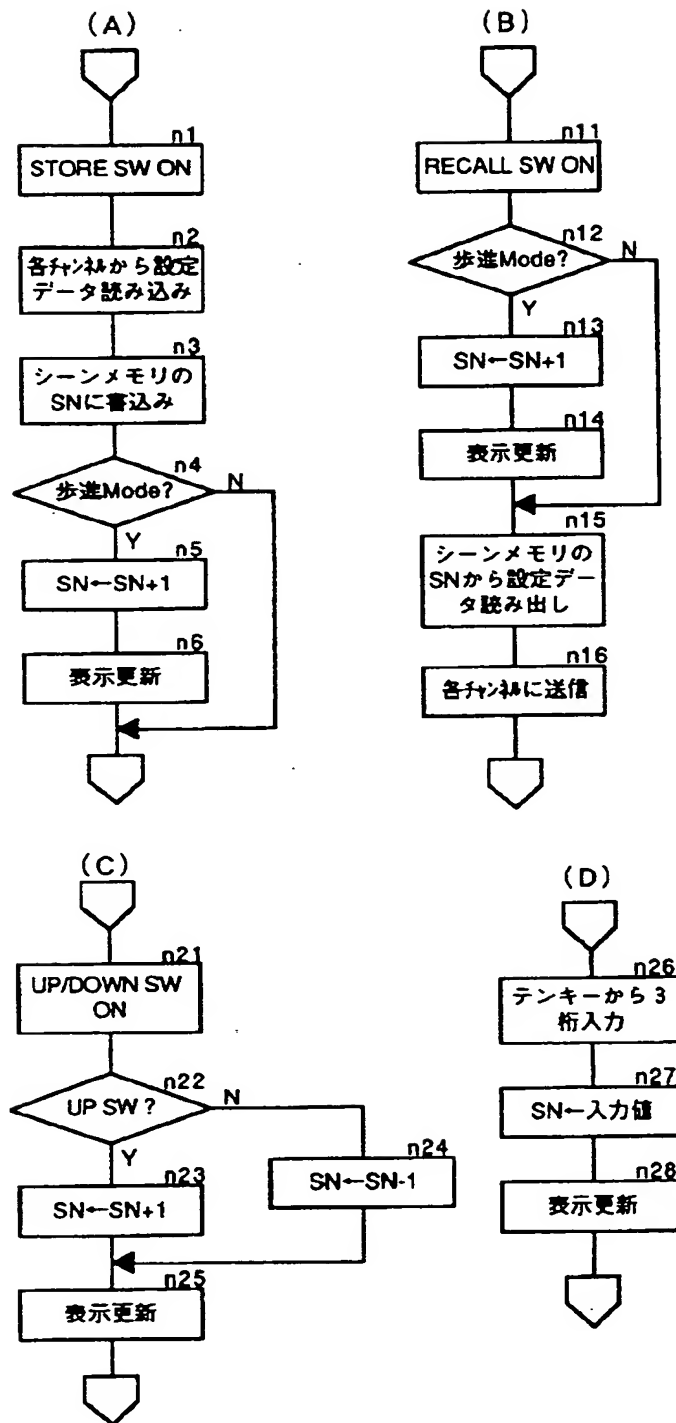 (A)
n1
STORE SW ON
n2
各チャンネルから設定
データ読み込み
n3
シーンメモリの
SNに書込み
n4
歩進Mode?
N
Y
n5
SN←SN+1
n6
表示更新
(B)
n11
RECALL SW ON
n12
歩進Mode?
N
Y
n13
SN←SN+1
n14
表示更新
n15
シーンメモリの
SNから設定デー
タ読み出し
n16
各チャンネルに送信
(C)
n21
UP/DOWN SW
ON
n22
UP SW ?
N
Y
n23
SN←SN+1
n24
SN←SN-1
n25
表示更新
(D)
n26
テンキーから3
桁入力
n27
SN←入力値
n28
表示更新